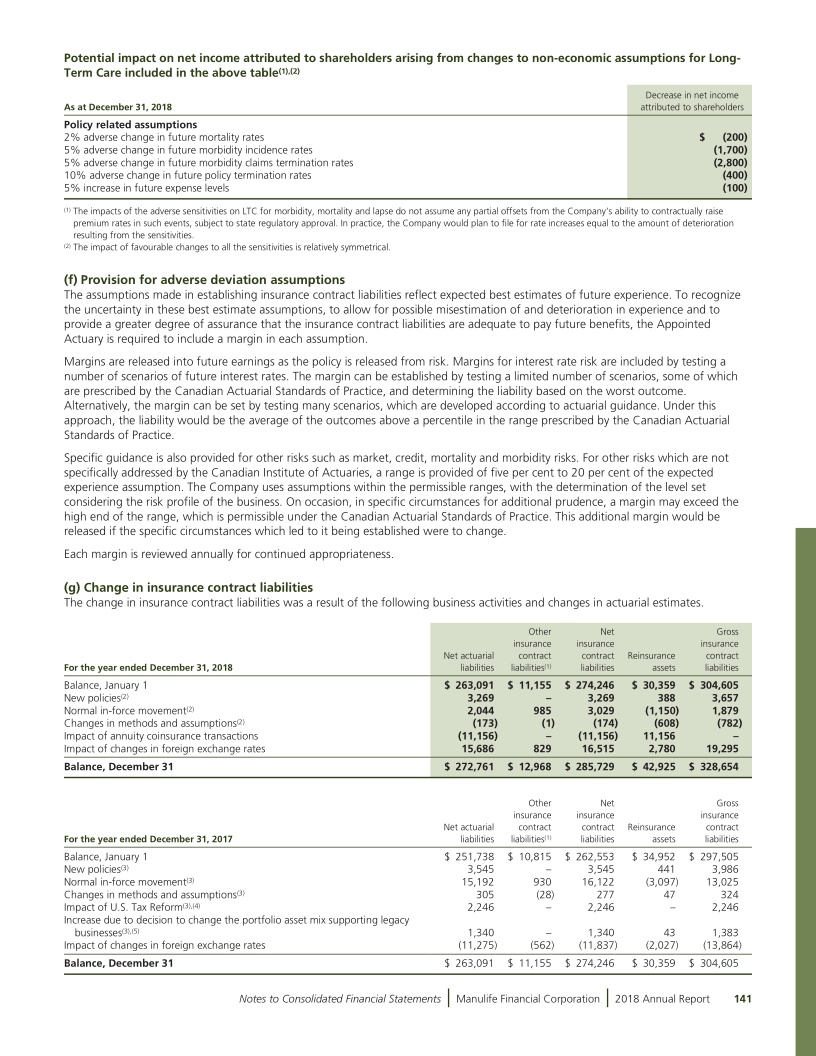 Potential impact on net income attributed to shareholders arising from changes to non-economic assumptions for Long-
Term Care included in the above table(1),(2)
As at December 31, 2018 Decrease in net income attributed to shareholders
Policy related assumptions
2% adverse change in future mortality rates $ (200)
5% adverse change in future morbidity incidence rates (1,700)
5% adverse change in future morbidity claims termination rates (2,800)
10% adverse change in future policy termination rates (400)
5% increase in future expense levels (100)
(1) The impacts of the adverse sensitivities on LTC for morbidity, mortality and lapse do not assume any partial offsets from the Company's ability to contractually raise
premium rates in such events, subject to state regulatory approval. In practice, the Company would plan to file for rate increases equal to the amount of deterioration
resulting from the sensitivities.
(2) The impact of favourable changes to all the sensitivities is relatively symmetrical.
(f) Provision for adverse deviation assumptions
The assumptions made in establishing insurance contract liabilities reflect expected best estimates of future experience. To recognize
the uncertainty in these best estimate assumptions, to allow for possible misestimation of and deterioration in experience and to
provide a greater degree of assurance that the insurance contract liabilities are adequate to pay future benefits, the Appointed
Actuary is required to include a margin in each assumption.
Margins are released into future earnings as the policy is released from risk. Margins for interest rate risk are included by testing a
number of scenarios of future interest rates. The margin can be established by testing a limited number of scenarios, some of which
are prescribed by the Canadian Actuarial Standards of Practice, and determining the liability based on the worst outcome.
Alternatively, the margin can be set by testing many scenarios, which are developed according to actuarial guidance. Under this
approach, the liability would be the average of the outcomes above a percentile in the range prescribed by the Canadian Actuarial
Standards of Practice.
Specific guidance is also provided for other risks such as market, credit, mortality and morbidity risks. For other risks which are not
specifically addressed by the Canadian Institute of Actuaries, a range is provided of five per cent to 20 per cent of the expected
experience assumption. The Company uses assumptions within the permissible ranges, with the determination of the level set
considering the risk profile of the business. On occasion, in specific circumstances for additional prudence, a margin may exceed the
high end of the range, which is permissible under the Canadian Actuarial Standards of Practice. This additional margin would be
released if the specific circumstances which led to it being established were to change.
Each margin is reviewed annually for continued appropriateness.
(g) Change in insurance contract liabilities
The change in insurance contract liabilities was a result of the following business activities and changes in actuarial estimates.
For the year ended December 31, 2018 Net actuarial liabilities Other insurance contract liabilities(1) Net insurance contract liabilities Reinsurance assets Gross insurance contract liabilities
Balance, January 1 $ 263,091 $ 11,155 $ 274,246 $ 30,359 $ 304,605
New policies(2) 3,269 – 3,269 388 3,657
Normal in-force movement(2) 2,044 985 3,029 (1,150) 1,879
Changes in methods and assumptions(2) (173) (1) (174) (608) (782)
Impact of annuity coinsurance transactions (11,156) – (11,156) 11,156 –
Impact of changes in foreign exchange rates 15,686 829 16,515 2,780 19,295
Balance, December 31 $ 272,761 $ 12,968 $ 285,729 $ 42,925 $ 328,654
For the year ended December 31, 2017 Net actuarial liabilities Other insurance contract liabilities(1) Net insurance contract liabilities Reinsurance assets Gross insurance contract liabilities
Balance, January 1 $ 251,738 $ 10,815 $ 262,553 $ 34,952 $ 297,505
New policies(3) 3,545 – 3,545 441 3,986
Normal in-force movement(3) 15,192 930 16,122 (3,097) 13,025
Changes in methods and assumptions(3) 305 (28) 277 47 324
Impact of U.S. Tax Reform(3),(4) 2,246 – 2,246 – 2,246
Increase due to decision to change the portfolio asset mix supporting legacy
businesses(3),(5) 1,340 – 1,340 43 1,383
Impact of changes in foreign exchange rates (11,275) (562) (11,837) (2,027) (13,864)
Balance, December 31 $ 263,091 $ 11,155 $ 274,246 $ 30,359 $ 304,605
Notes to Consolidated Financial Statements | Manulife Financial Corporation | 2018 Annual Report 141